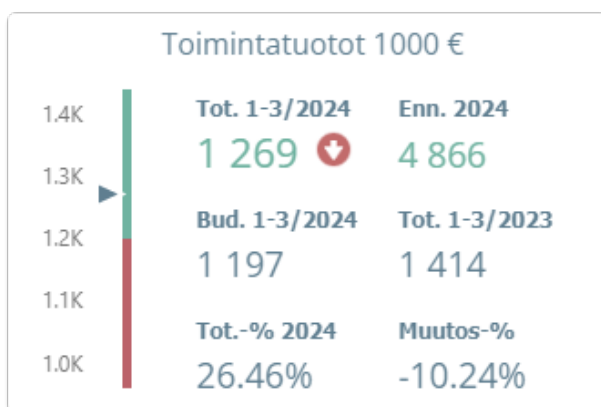 Toimintatuotot 1000 €
1.4K
1.3K
1.2K
1.1K
1.0K
Tot. 1-3/2024 Enn. 2024
1 269 4 866
Bud. 1-3/2024 Tot. 1-3/2023
1 197 1 414
Tot.-% 2024 Muutos-%
26.46% -10.24%